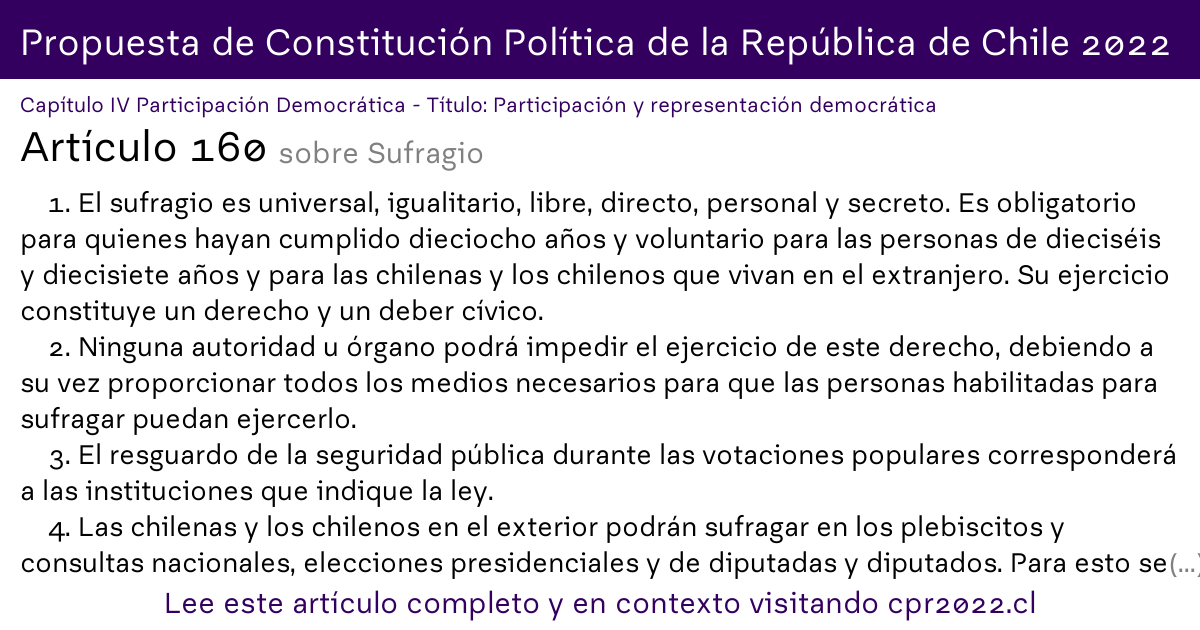 Propuesta de Constitución Política de la República de Chile 2022
Capítulo IV Participación Democrática - Título: Participación y representación democrática
Artículo 160 sobre Sufragio
1. El sufragio es universal, igualitario, libre, directo, personal y secreto. Es obligatorio
para quienes hayan cumplido dieciocho años y voluntario para las personas de dieciséis
y diecisiete años y para las chilenas y los chilenos que vivan en el extranjero. Su ejercicio
constituye un derecho y un deber cívico.
2. Ninguna autoridad u órgano podrá impedir el ejercicio de este derecho, debiendo a
su vez proporcionar todos los medios necesarios para que las personas habilitadas para
sufragar puedan ejercerlo.
3. El resguardo de la seguridad pública durante las votaciones populares corresponderá
a las instituciones que indique la ley.
4. Las chilenas y los chilenos en el exterior podrán sufragar en los plebiscitos y
consultas nacionales, elecciones presidenciales y de diputadas y diputados. Para esto se(...)
Lee este artículo completo y en contexto visitando cpr2022.cl